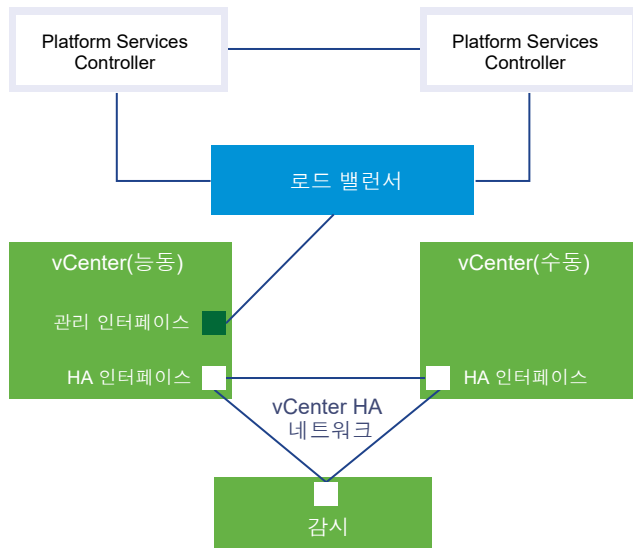 Platform Services
Controller
Platform Services
Controller
로드 밸런서
vCenter(능동)
관리 인터페이스
HA 인터페이스
vCenter(수동)
HA 인터페이스
vCenter HA
네트워크
감시